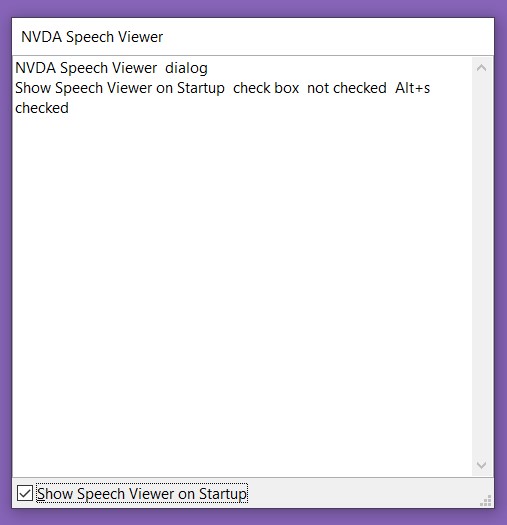 NVDA Speech Viewer
NVDA Speech Viewer  dialog
Show Speech Viewer on Startup  check box  not checked  Alt+s
checked
Show Speech Viewer on Startup